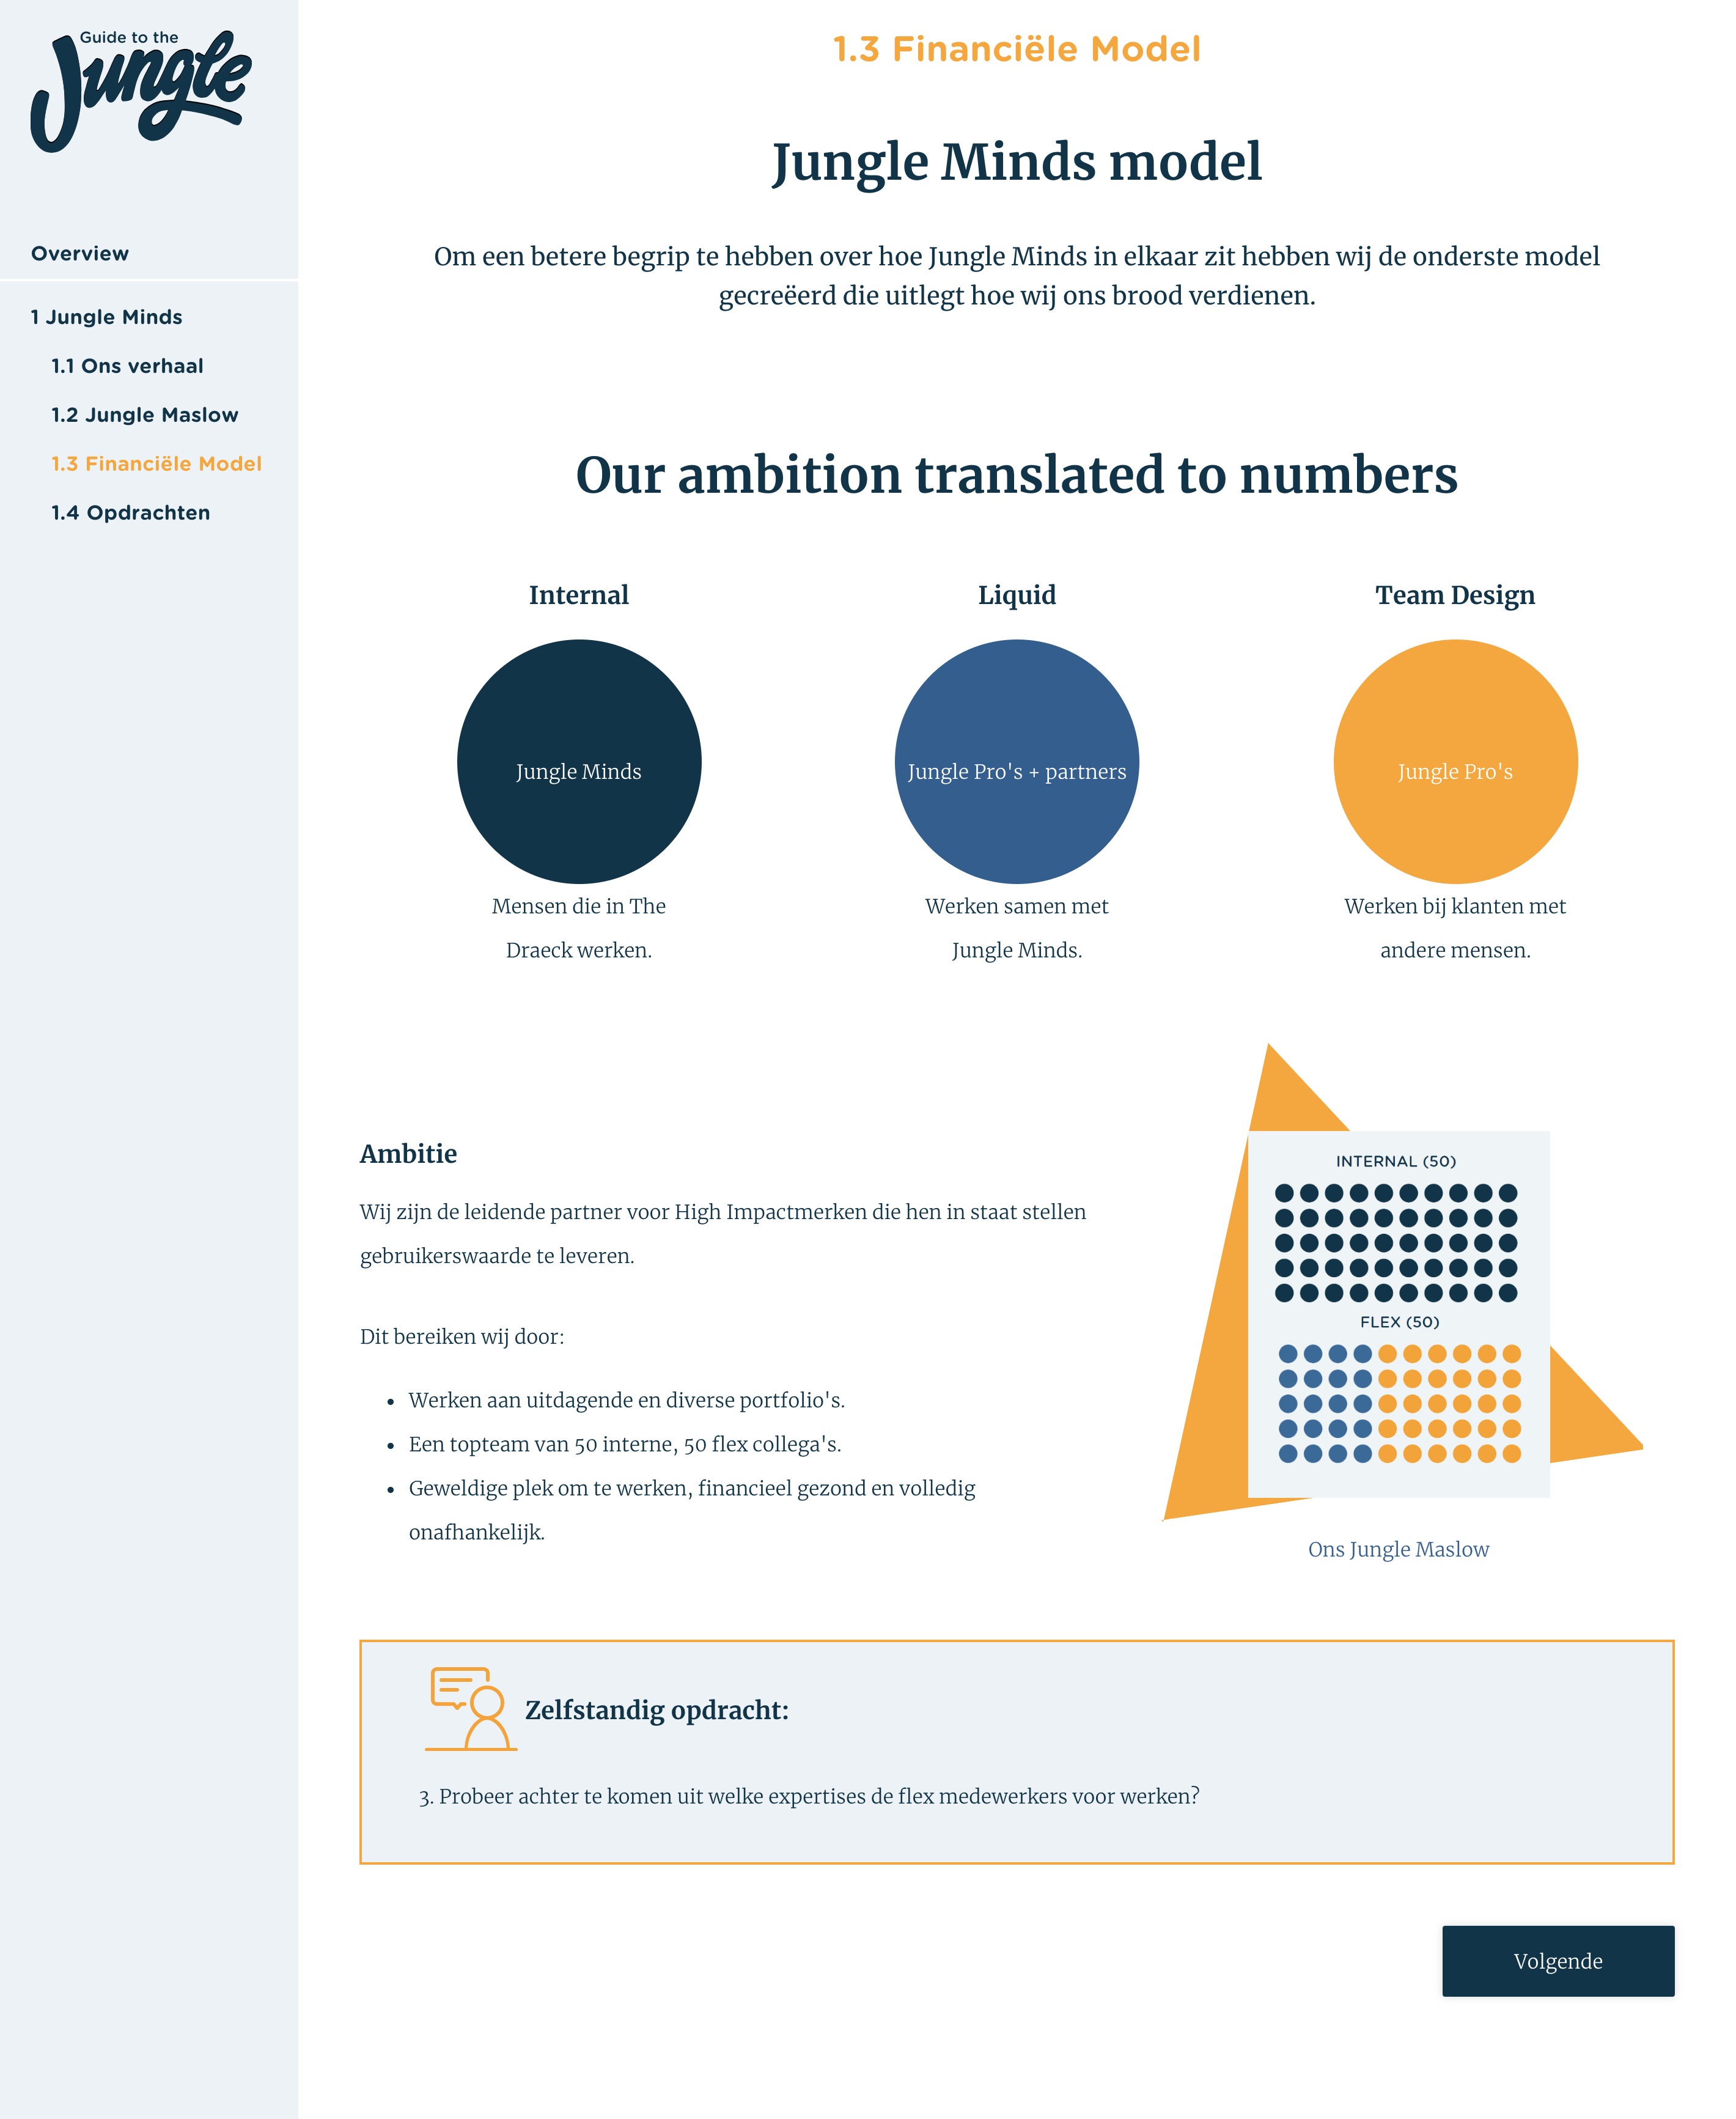 Guide to the
Jungle
Overview
1 Jungle Minds
1.1 Ons verhaal
1.2 Jungle Maslow
1.3 Financiële Model
1.4 Opdrachten
1.3 Financiële Model
Jungle Minds model
Om een betere begrip te hebben over hoe Jungle Minds in elkaar zit hebben wij de onderste model
gecreëerd die uitlegt hoe wij ons brood verdienen.
Our ambition translated to numbers
Internal
Jungle Minds
Mensen die in The
Draeck werken.
Liquid
Jungle Pro's + partners
Werken samen met
Jungle Minds.
Team Design
Jungle Pro's
Werken bij klanten met
andere mensen.
Ambitie
Wij zijn de leidende partner voor High Impactmerken die hen in staat stellen
gebruikerswaarde te leveren.
Dit bereiken wij door:
• Werken aan uitdagende en diverse portfolio's.
• Een topteam van 50 interne, 50 flex collega's.
• Geweldige plek om te werken, financieel gezond en volledig
onafhankelijk.
INTERNAL (50)
FLEX (50)
Ons Jungle Maslow
Zelfstandig opdracht:
3. Probeer achter te komen uit welke expertises de flex medewerkers voor werken?
Volgende